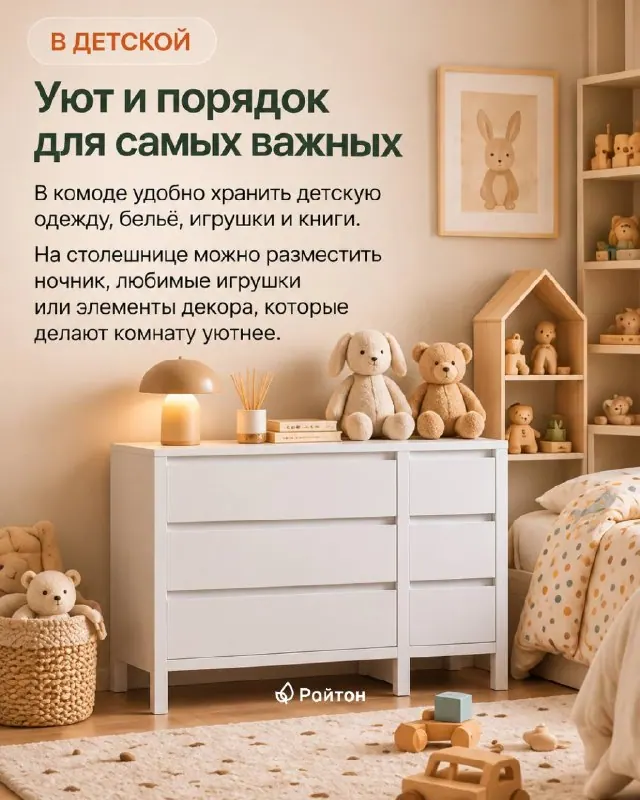 В ДЕТСКОЙ
Уют и порядок
для самых важных
В комоде удобно хранить детскую
одежду, бельё, игрушки и книги.
На столешнице можно разместить
ночник, любимые игрушки
или элементы декора, которые
делают комнату уютнее.
Райтон